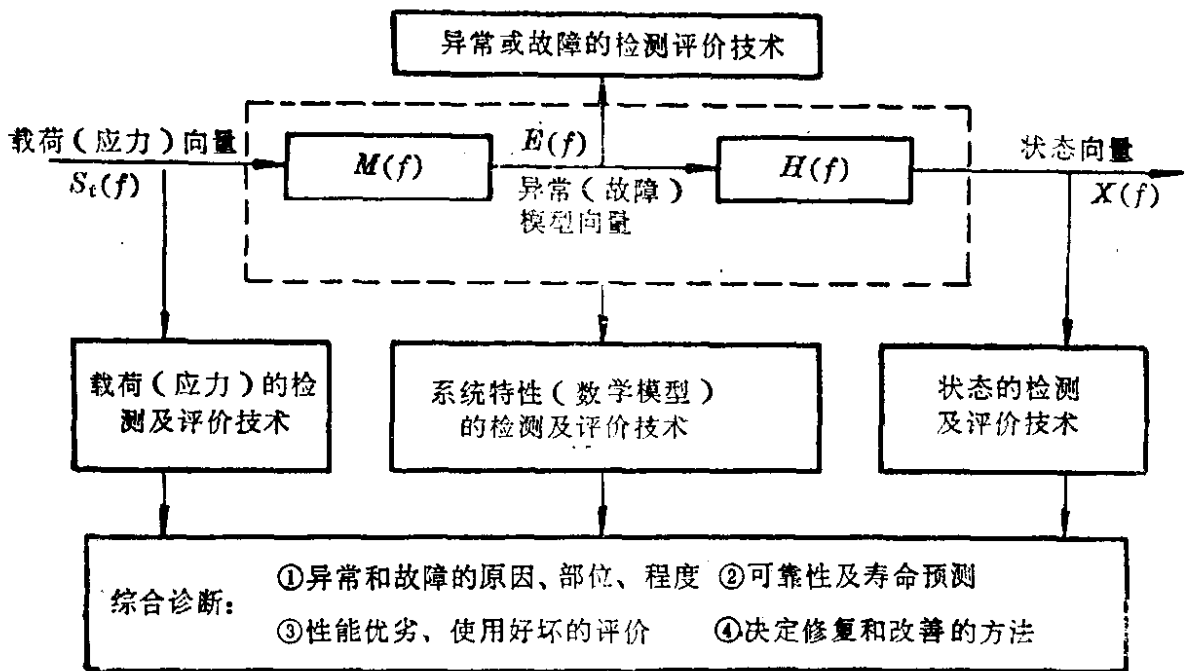 异常或故障的检测评价技术
载荷(应力)向量
S_t(f)
M(f)
E(f)
异常(故障)
模型向量
H(f)
状态向量
X(f)
载荷(应力)的检
测及评价技术
系统特性(数学模型)
的检测及评价技术
状态的检测
及评价技术
综合诊断:
①异常和故障的原因、部位、程度 ②可靠性及寿命预测
③性能优劣、使用好坏的评价 ④决定修复和改善的方法